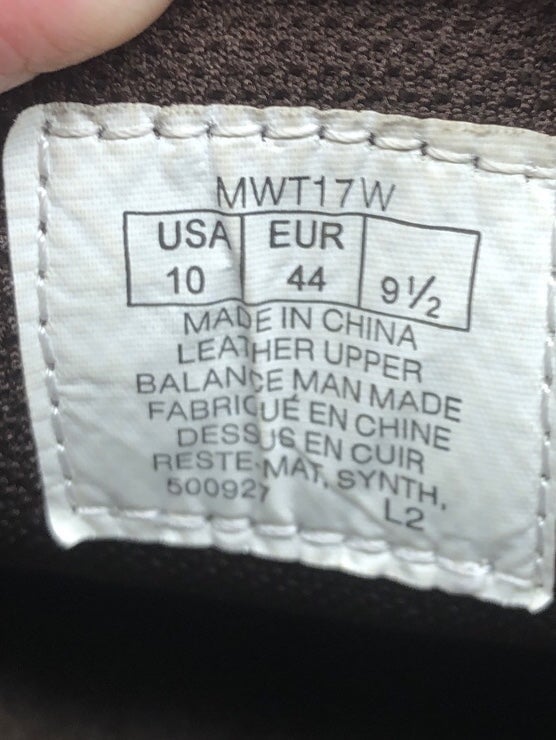 MWT17W
USA EUR
10 44 9½
MADE IN CHINA
LEATHER UPPER
BALANCE MAN MADE
FABRIQUÉ EN CHINE
DESSUS EN CUIR
RESTE-MAT, SYNTH,
500927 L2